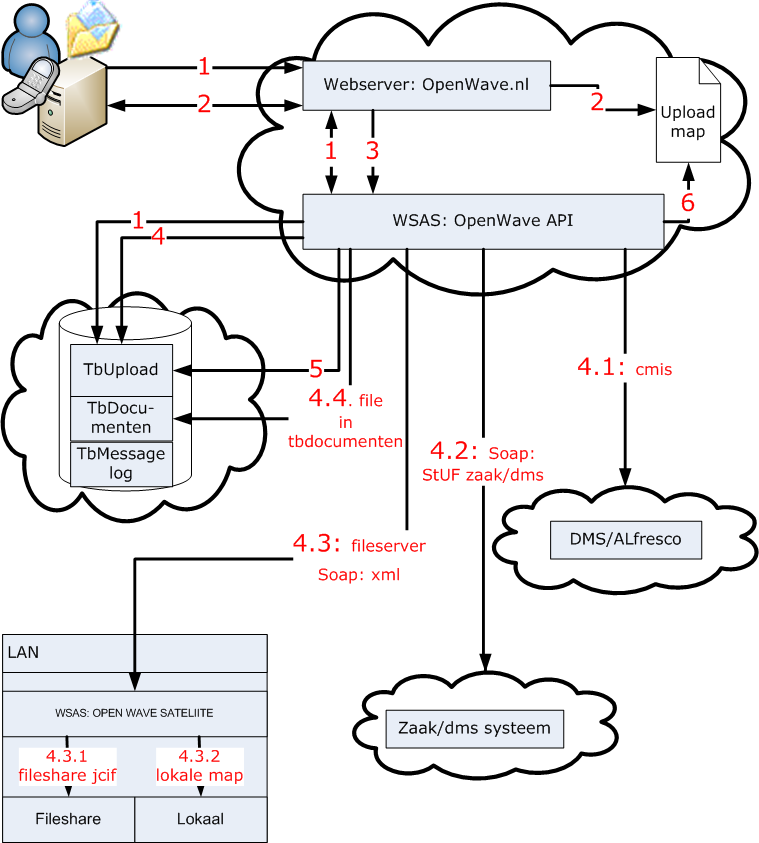 1
2
Webserver: OpenWave.nl
2
Upload
map
1
3
6
WSAS: OpenWave API
1
4
TbUpload
5
TbDocu-
menten
4.4. file
in
tbdocumenten
TbMessage
log
4.1: cmis
4.2: Soap:
StUF zaak/dms
4.3: fileserver
Soap: xml
DMS/ALfresco
LAN
WSAS: OPEN WAVE SATELIITE
Zaak/dms systeem
4.3.1
fileshare jcif
4.3.2
lokale map
Fileshare
Lokaal